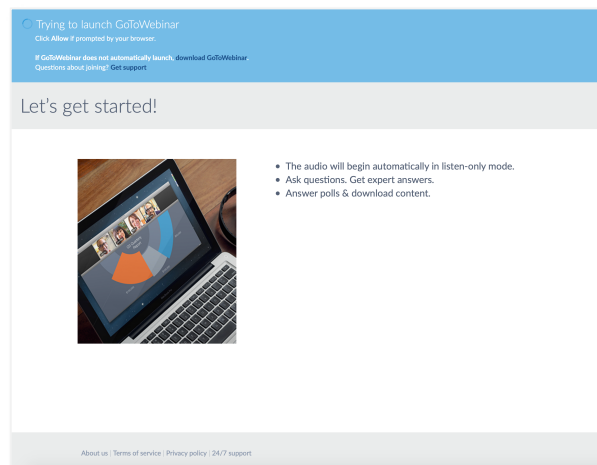 Trying to launch GoToWebinar
Click Allow if prompted by your browser.
If GoToWebinar does not automatically launch, download GoToWebinar.
Questions about joining? Get support
Let's get started!
The audio will begin automatically in listen-only mode.
Ask questions. Get expert answers.
Answer polls & download content.
About us | Terms of service | Privacy policy | 24/7 support